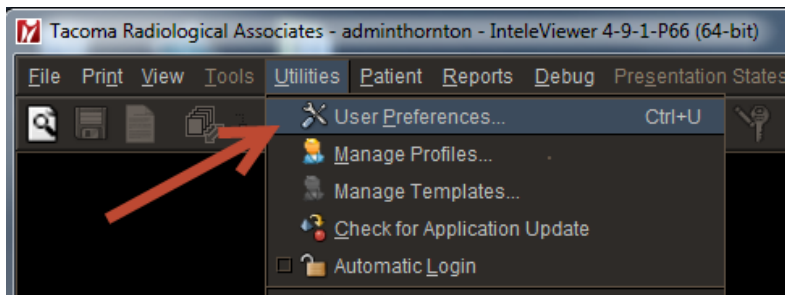 Tacoma Radiological Associates - adminthornton - InteleViewer 4-9-1-P66 (64-bit)
File Print View Tools Utilities Patient Reports Debug Presentation States
User Preferences... Ctrl+U
Manage Profiles...
Manage Templates...
Check for Application Update
Automatic Login